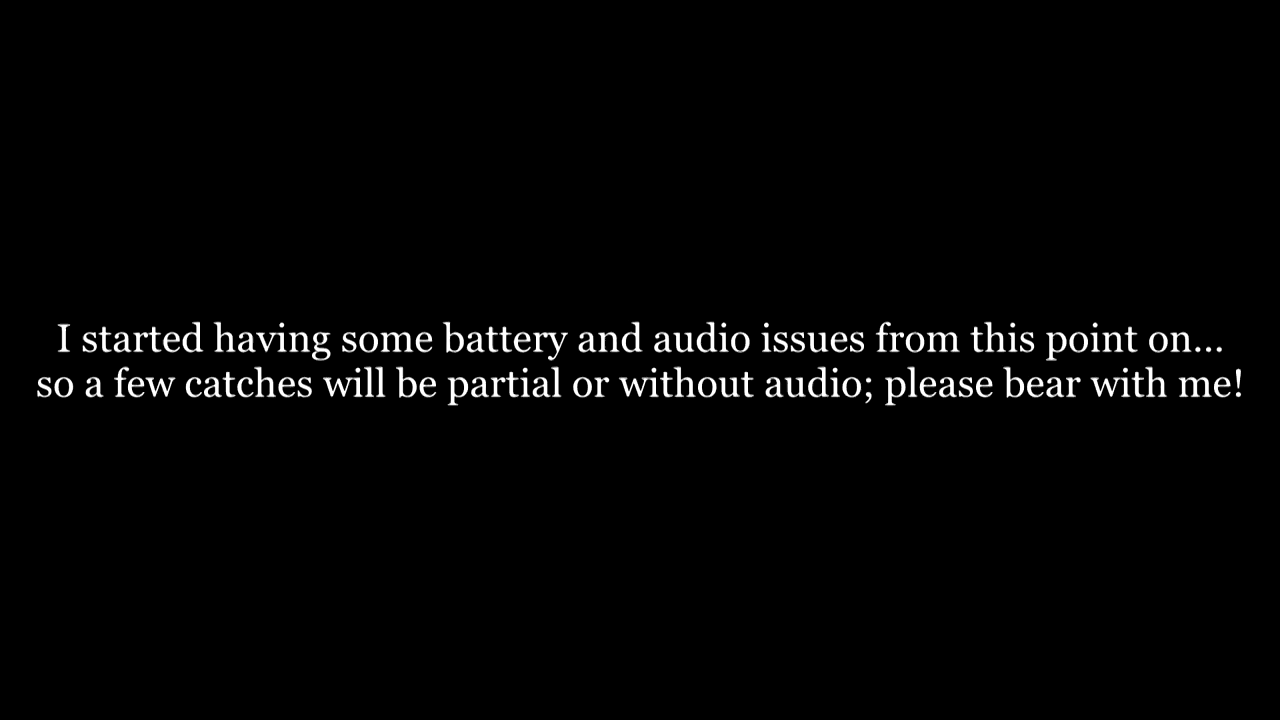 I started having some battery and audio issues from this point on...
so a few catches will be partial or without audio; please bear with me!